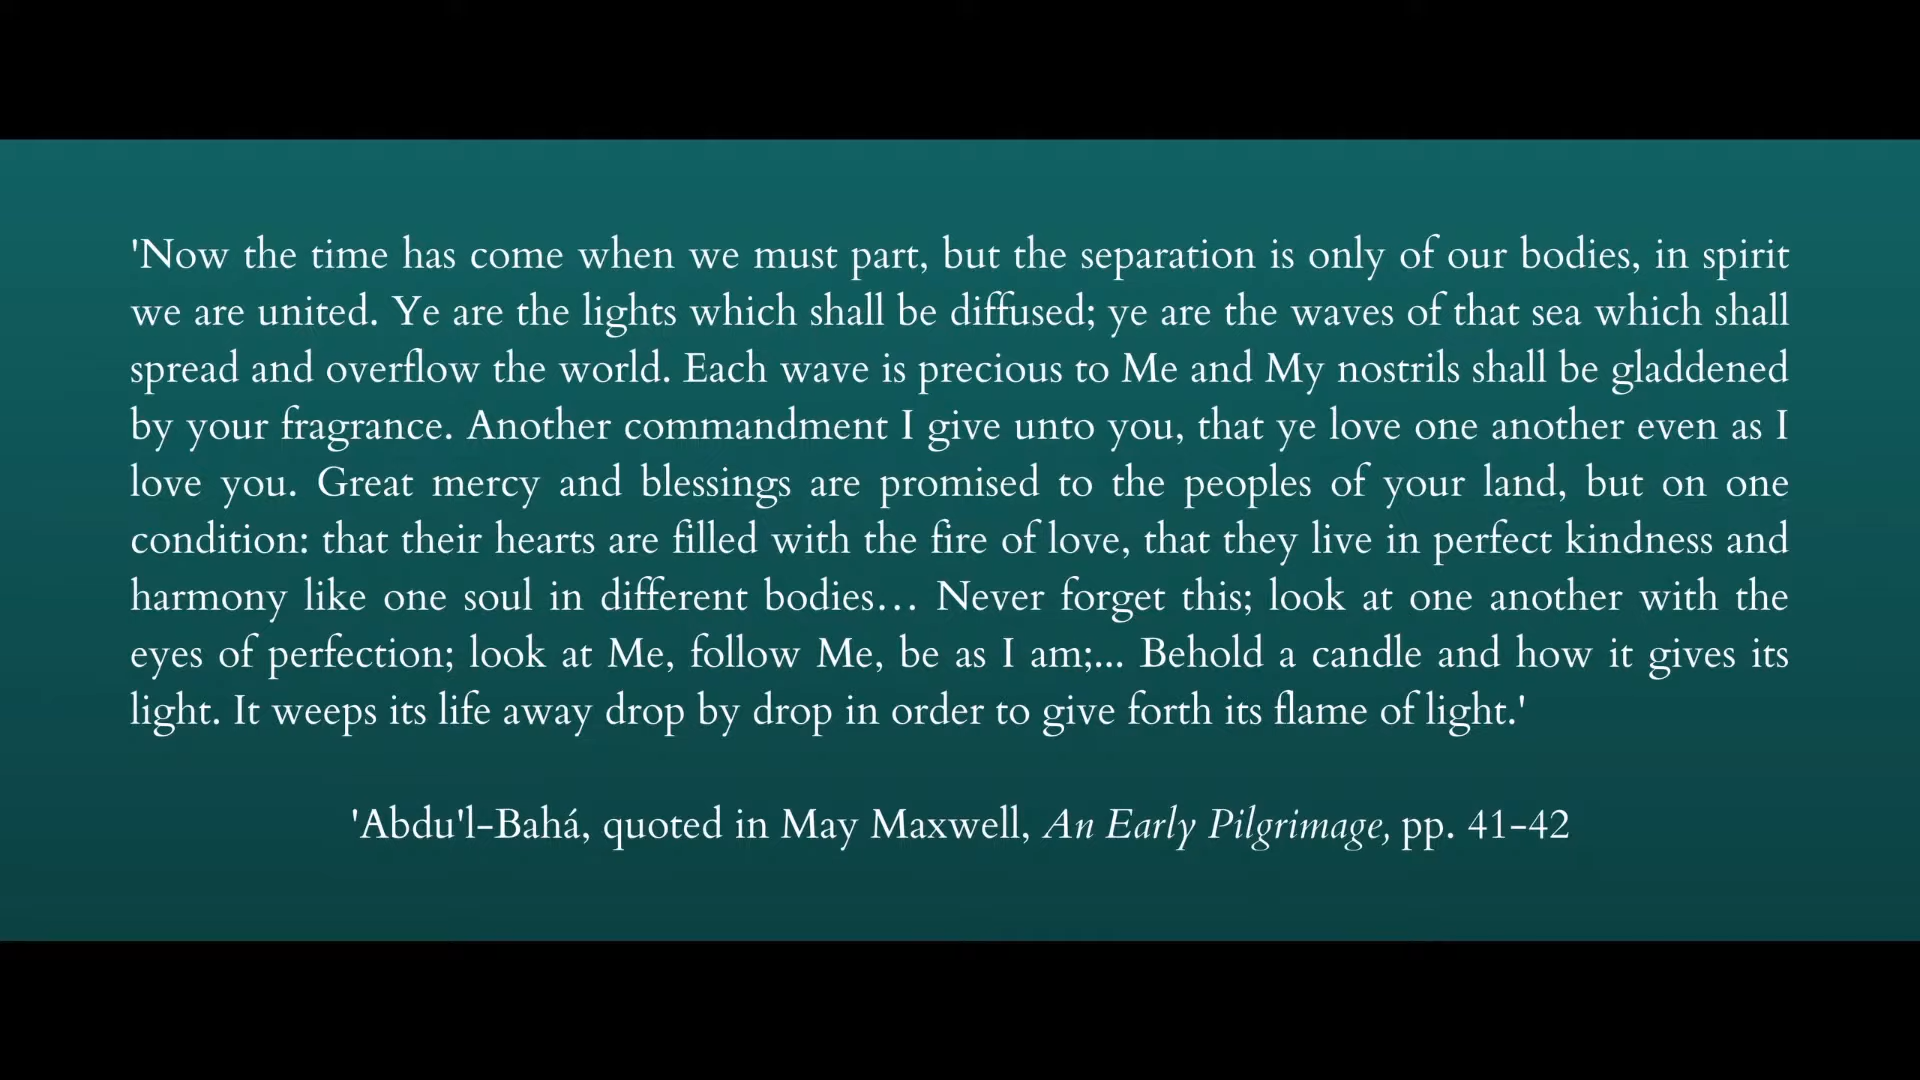 'Now the time has come when we must part, but the separation is only of our bodies, in spirit
we are united. Ye are the lights which shall be diffused; ye are the waves of that sea which shall
spread and overflow the world. Each wave is precious to Me and My nostrils shall be gladdened
by your fragrance. Another commandment I give unto you, that ye love one another even as I
love you. Great mercy and blessings are promised to the peoples of your land, but on one
condition: that their hearts are filled with the fire of love, that they live in perfect kindness and
harmony like one soul in different bodies… Never forget this; look at one another with the
eyes of perfection; look at Me, follow Me, be as I am;... Behold a candle and how it gives its
light. It weeps its life away drop by drop in order to give forth its flame of light.'
'Abdu'l-Bahá, quoted in May Maxwell, An Early Pilgrimage, pp. 41-42